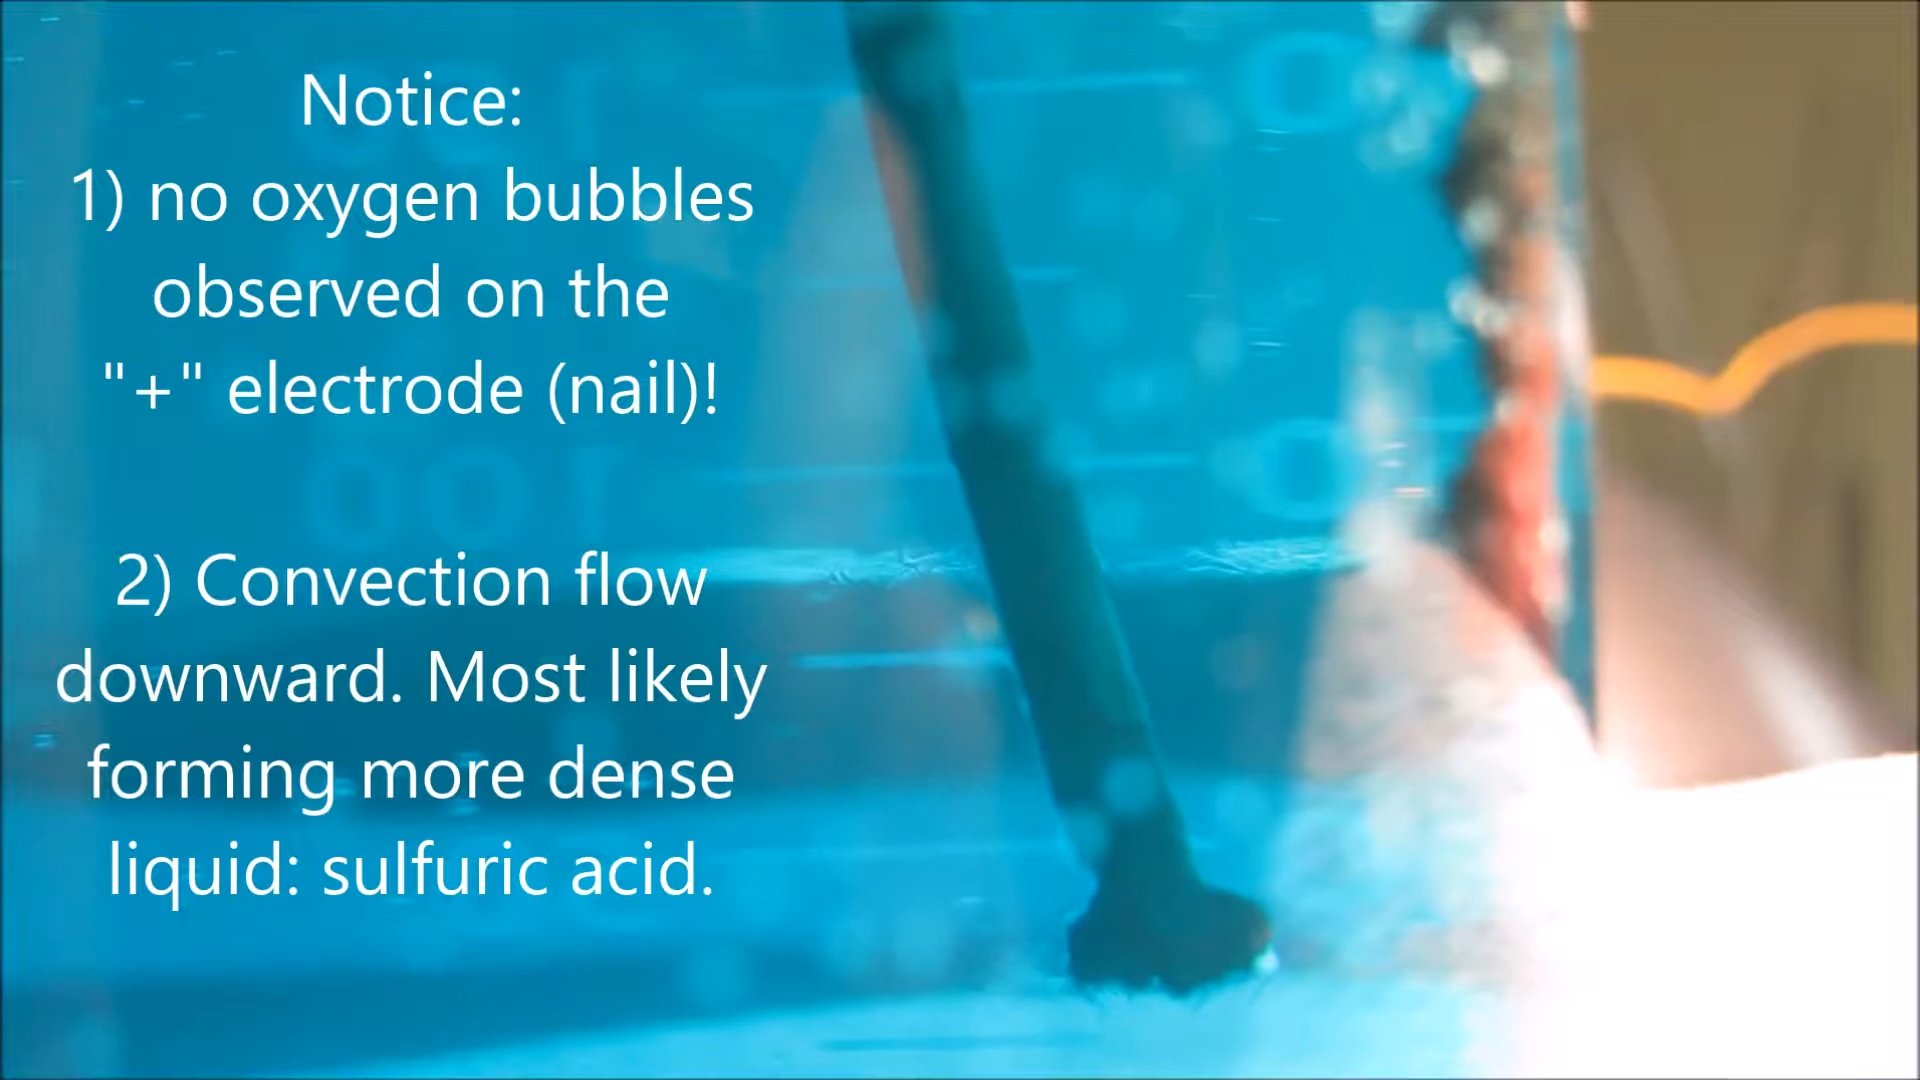 Notice:
1) no oxygen bubbles
observed on the
"+" electrode (nail)!
2) Convection flow
downward. Most likely
forming more dense
liquid: sulfuric acid.
100